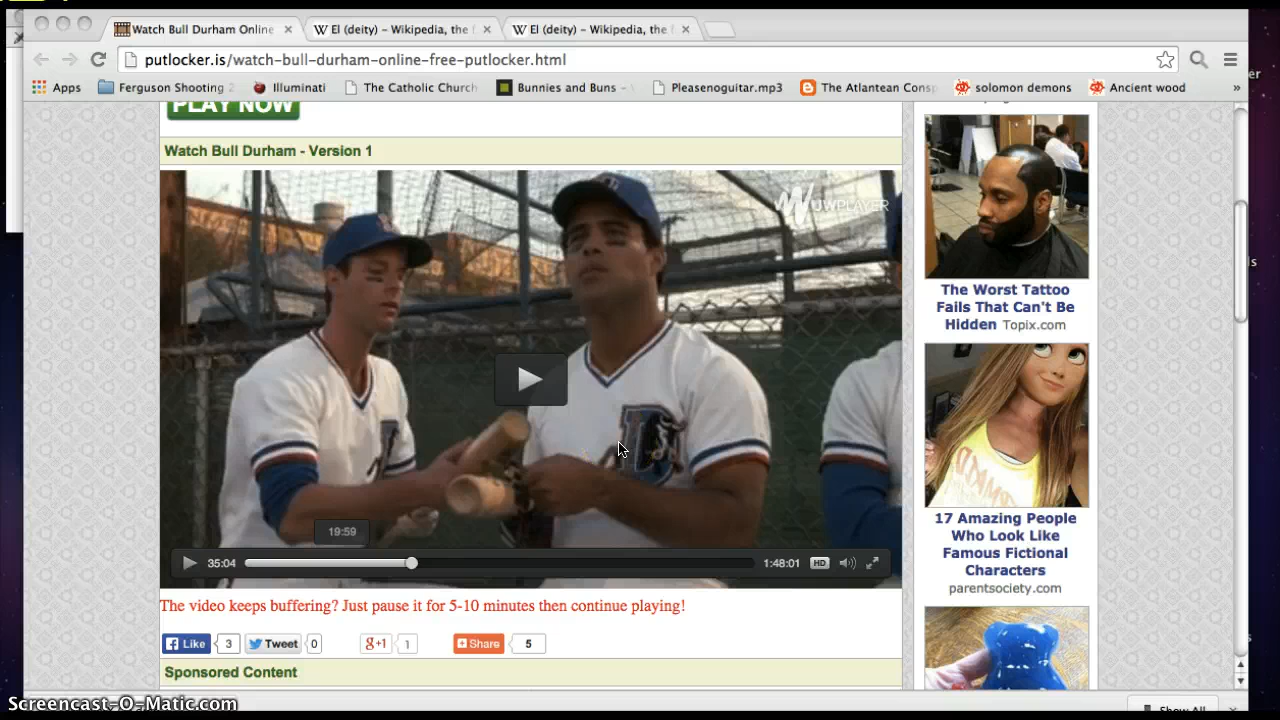 Watch Bull Durham Online
El (deity) – Wikipedia, the f
El (deity) – Wikipedia, the f
putlocker.is/watch-bull-durham-online-free-putlocker.html
Apps
Ferguson Shooting
Illuminati
The Catholic Church
Bunnies and Buns –
Pleasenoguitar.mp3
The Atlantean Consp
solomon demons
Ancient wood
»
PLAY NOW
Watch Bull Durham - Version 1
UWPLAYER
D
19:59
35:04
1:48:01
HD
The video keeps buffering? Just pause it for 5-10 minutes then continue playing!
Like 3 Tweet 0 g+1 1 Share 5
Sponsored Content
The Worst Tattoo
Fails That Can't Be
Hidden Topix.com
17 Amazing People
Who Look Like
Famous Fictional
Characters
parentsociety.com
Show All
Screencast-O-Matic.com